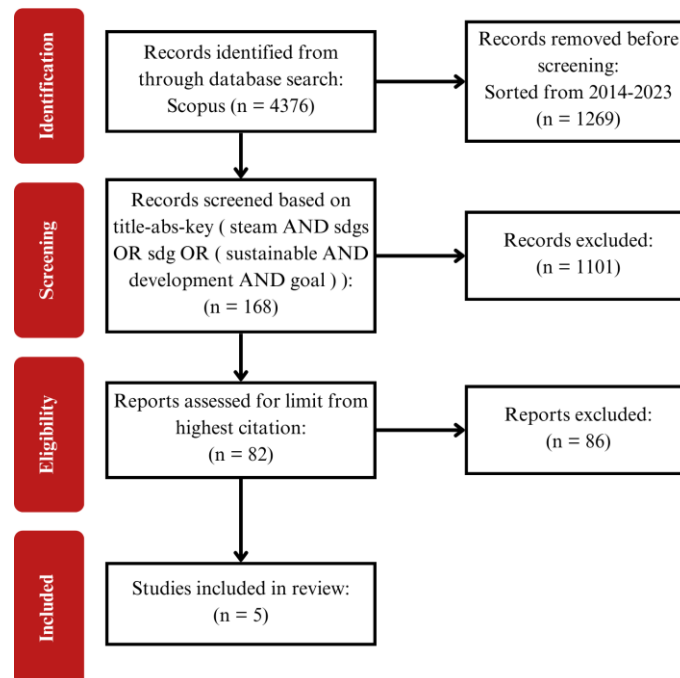 Identification
Records identified from
through database search:
Scopus (n = 4376)
Records removed before
screening:
Sorted from 2014-2023
(n = 1269)
Screening
Records screened based on
title-abs-key ( steam AND sdgs
OR sdg OR ( sustainable AND
development AND goal ) ):
(n = 168)
Records excluded:
(n = 1101)
Eligibility
Reports assessed for limit from
highest citation:
(n = 82)
Reports excluded:
(n = 86)
Included
Studies included in review:
(n = 5)